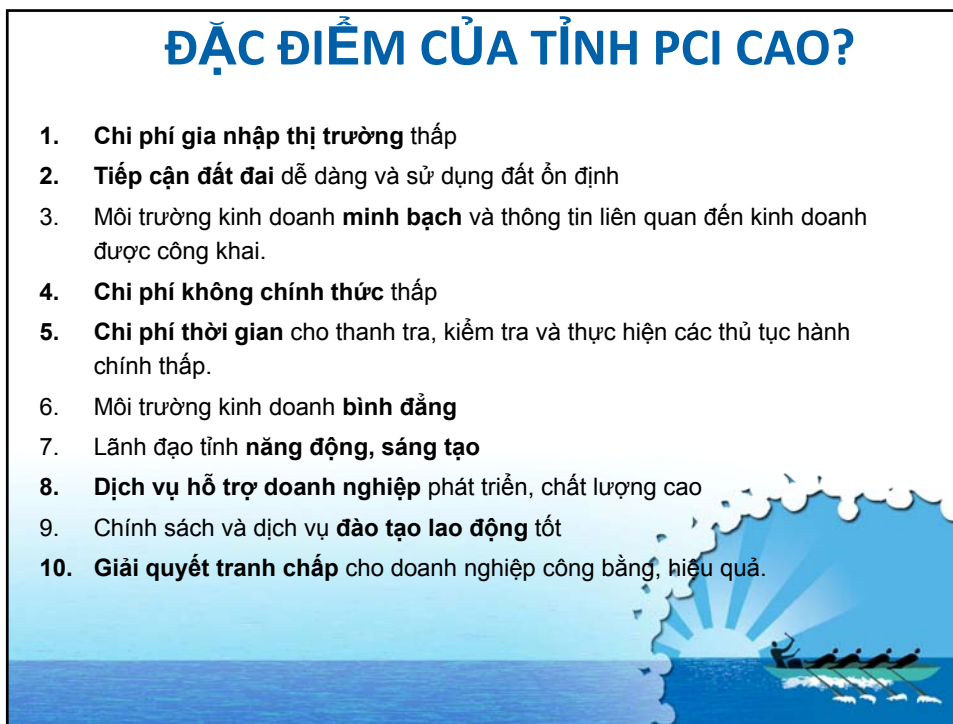 ĐẶC ĐIỂM CỦA TỈNH PCI CAO?
1. Chi phí gia nhập thị trường thấp
2. Tiếp cận đất đai dễ dàng và sử dụng đất ổn định
3. Môi trường kinh doanh minh bạch và thông tin liên quan đến kinh doanh
được công khai.
4. Chi phí không chính thức thấp
5. Chi phí thời gian cho thanh tra, kiểm tra và thực hiện các thủ tục hành
chính thấp.
6. Môi trường kinh doanh bình đẳng
7. Lãnh đạo tỉnh năng động, sáng tạo
8. Dịch vụ hỗ trợ doanh nghiệp phát triển, chất lượng cao
9. Chính sách và dịch vụ đào tạo lao động tốt
10. Giải quyết tranh chấp cho doanh nghiệp công bằng, hiệu quả.